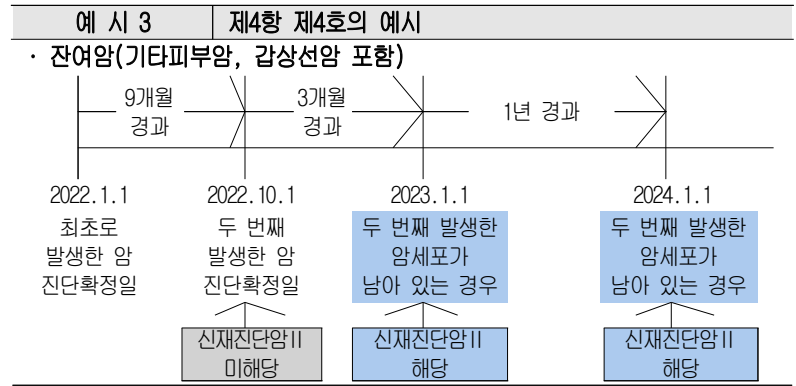 예 시 3 제4항 제4호의 예시
· 잔여암(기타피부암, 갑상선암 포함)
9개월 3개월
경과 경과 1년 경과
2022.1.1 2022.10.1 2023.1.1 2024.1.1
최초로 두 번째 두 번째 발생한 두 번째 발생한
발생한 암 발생한 암 암세포가 암세포가
진단확정일 진단확정일 남아 있는 경우 남아 있는 경우
신재진단암Ⅱ 신재진단암Ⅱ 신재진단암Ⅱ
미해당 해당 해당